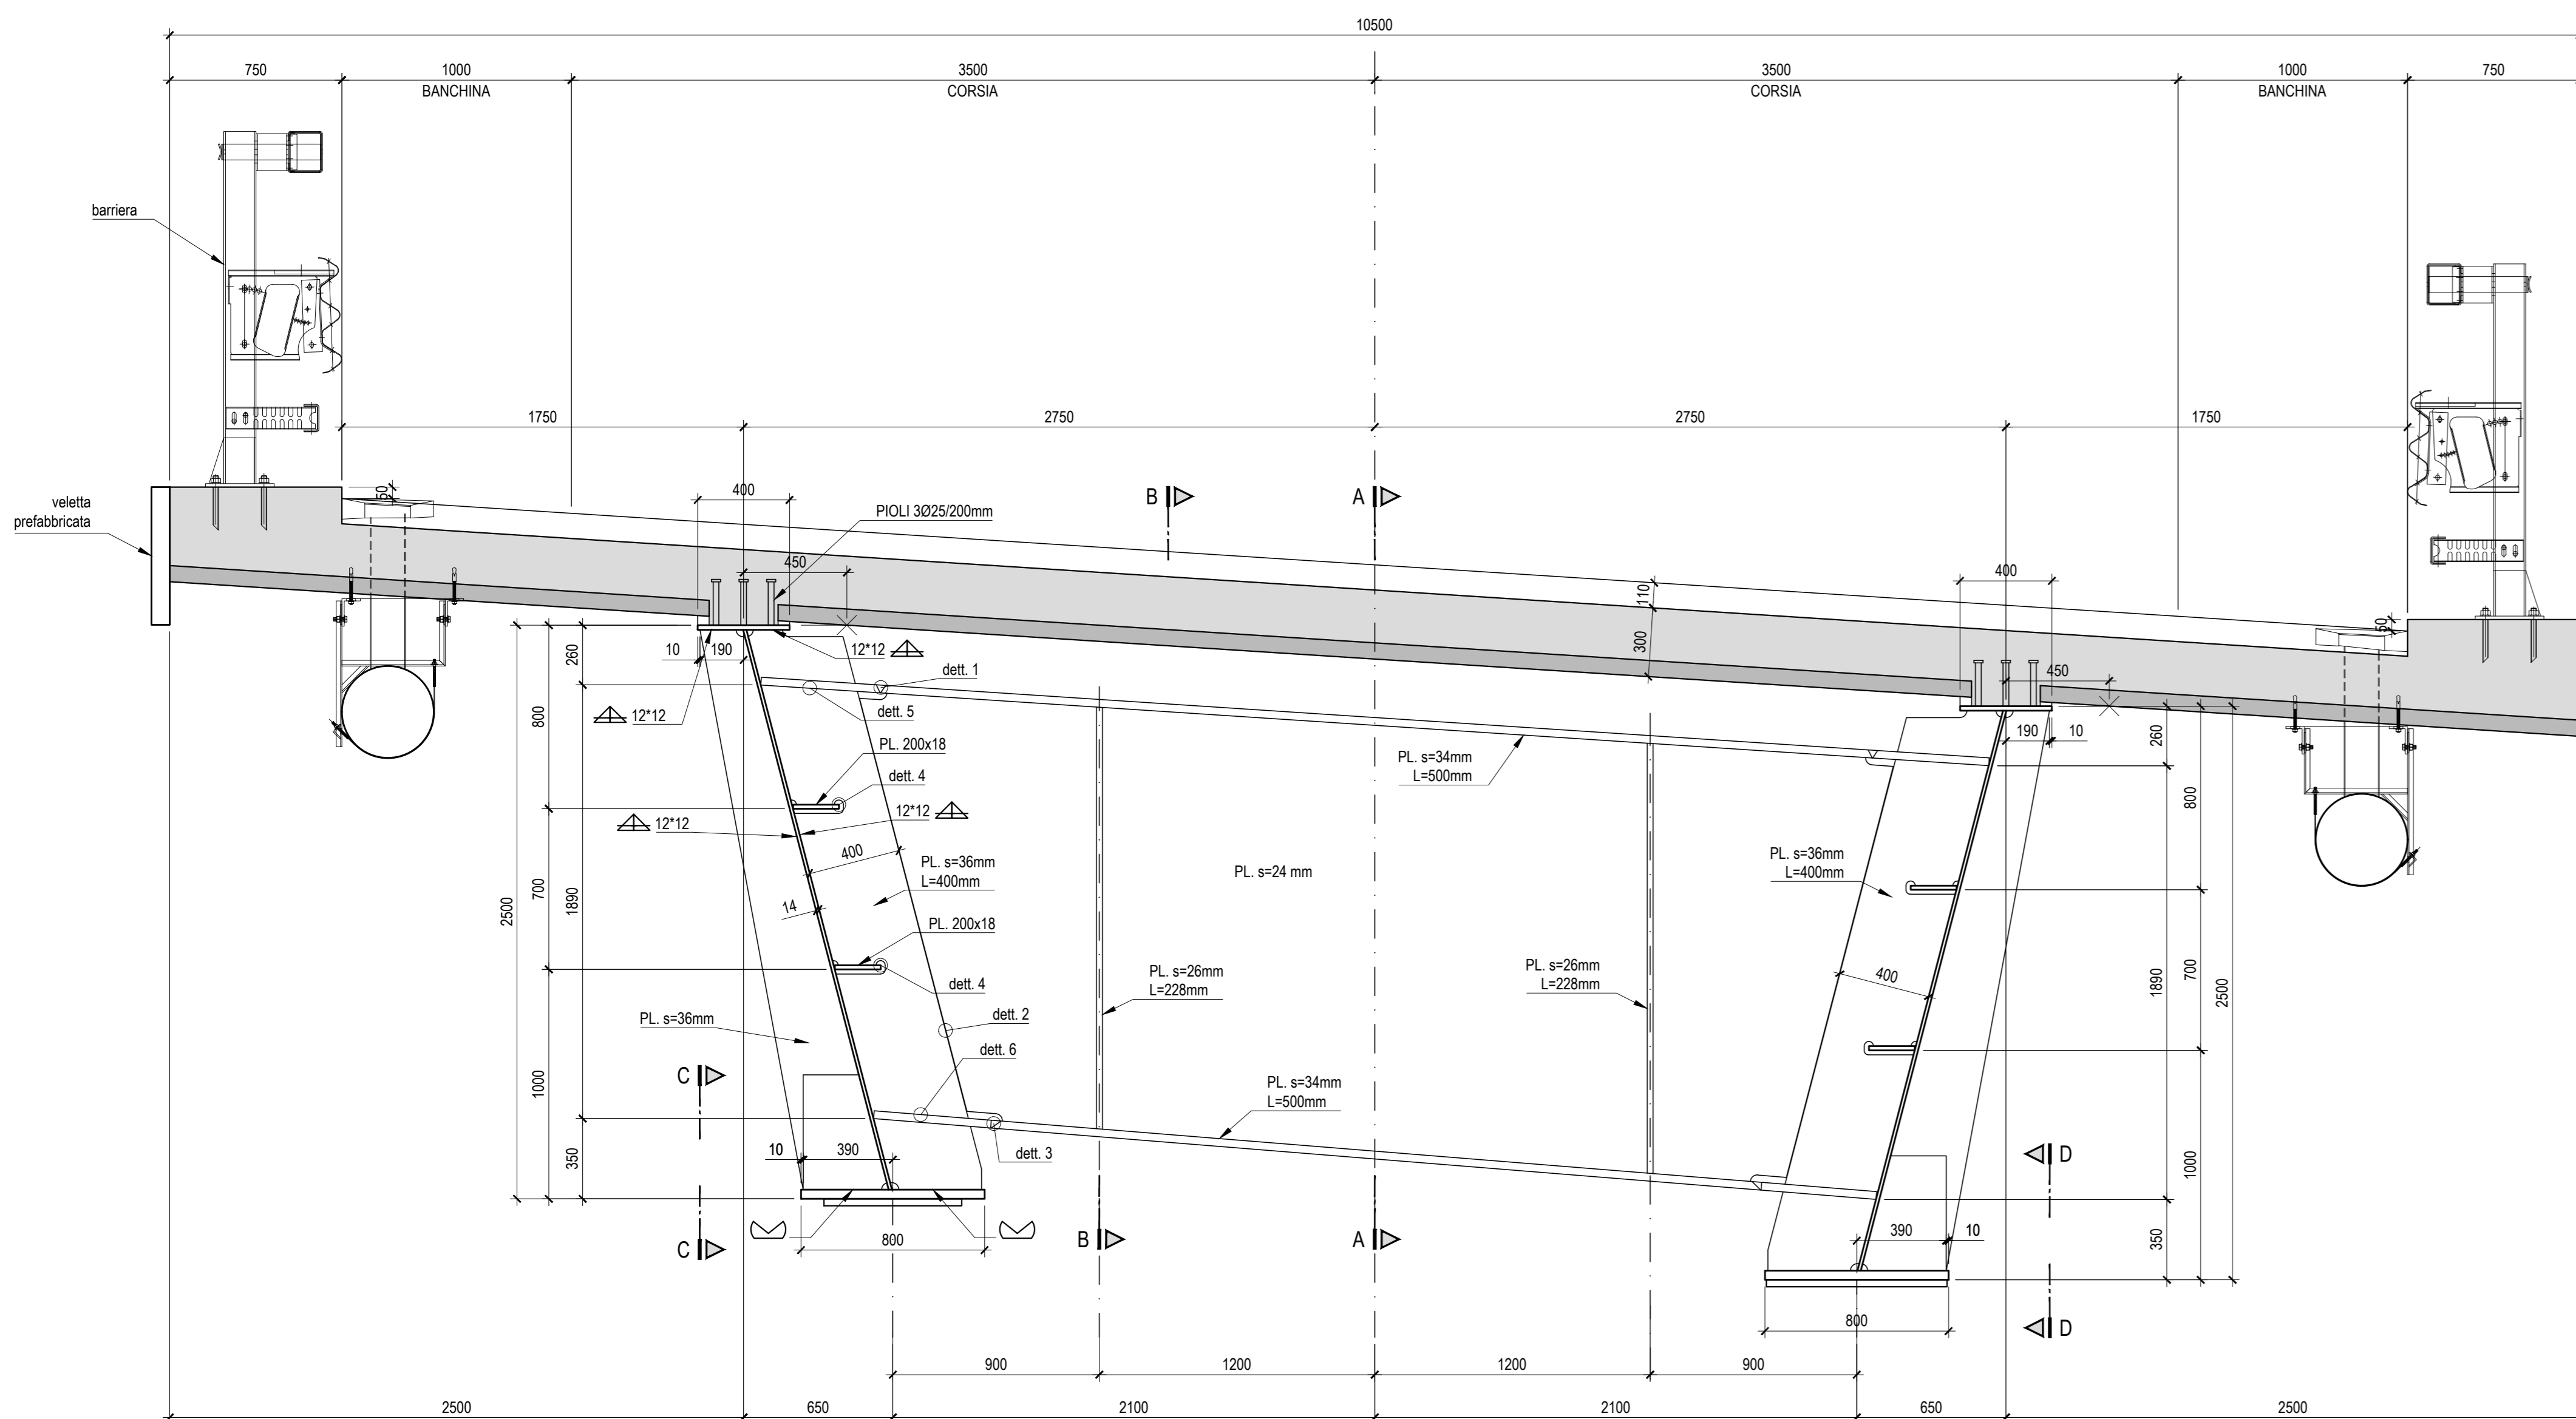 10500
750
1000
3500
3500
1000
750
BANCHINA
CORSIA
CORSIA
BANCHINA
barriera
1750
2750
2750
1750
veletta
prefabbricata
50
400
B
A
PIOLI 3Ø25/200mm
450
110
300
400
50
450
10
190
12*12
260
dett. 1
12*12
dett. 5
190
10
260
800
PL. 200x18
dett. 4
PL. s=34mm
L=500mm
800
12*12
12*12
400
PL. s=36mm
L=400mm
PL. s=24 mm
PL. s=36mm
L=400mm
2500
700
1890
14
PL. 200x18
dett. 4
PL. s=26mm
L=228mm
PL. s=26mm
L=228mm
400
1890
700
2500
PL. s=36mm
dett. 2
dett. 6
C
1000
PL. s=34mm
L=500mm
350
10
390
dett. 3
D
1000
C
800
B
A
390
10
350
800
D
900
1200
1200
900
2500
650
2100
2100
650
2500